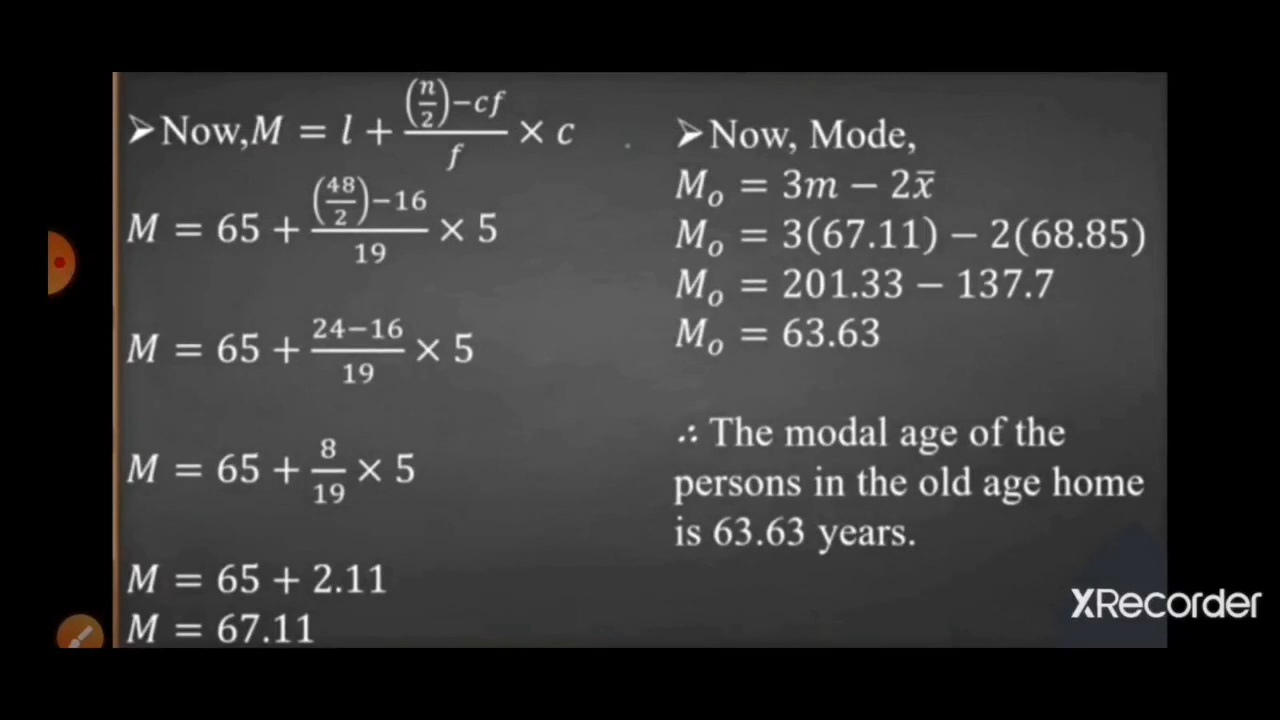 ➤Now, M = l + ((n/2)−cf)/f × c
M = 65 + ((48/2)−16)/19 × 5
M = 65 + (24−16)/19 × 5
M = 65 + 8/19 × 5
M = 65 + 2.11
M = 67.11
➤Now, Mode,
Mₒ = 3m − 2x̄
Mₒ = 3(67.11) − 2(68.85)
Mₒ = 201.33 − 137.7
Mₒ = 63.63
∴ The modal age of the
persons in the old age home
is 63.63 years.
XRecorder